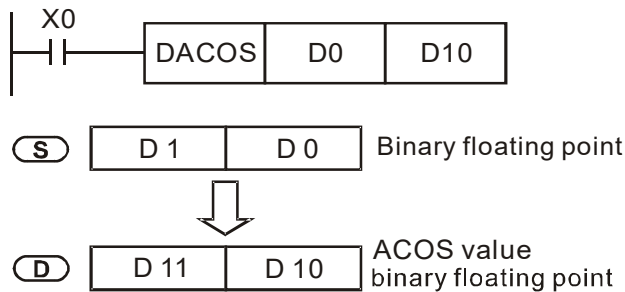 X0
DACOS D0 D10
S D 1 D 0 Binary floating point
D D 11 D 10 ACOS value
binary floating point